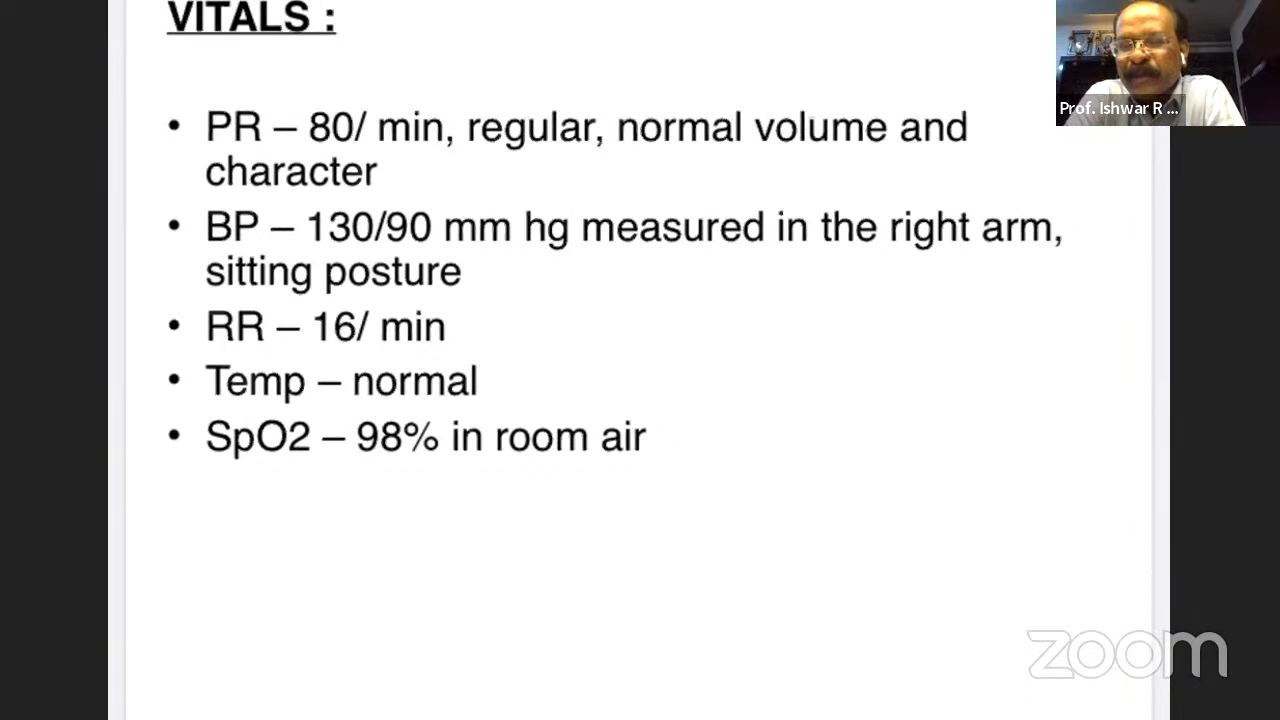 VITALS :
Prof. Ishwar R ...
• PR – 80/ min, regular, normal volume and
character
• BP – 130/90 mm hg measured in the right arm,
sitting posture
• RR – 16/ min
• Temp – normal
• SpO2 – 98% in room air
zoom